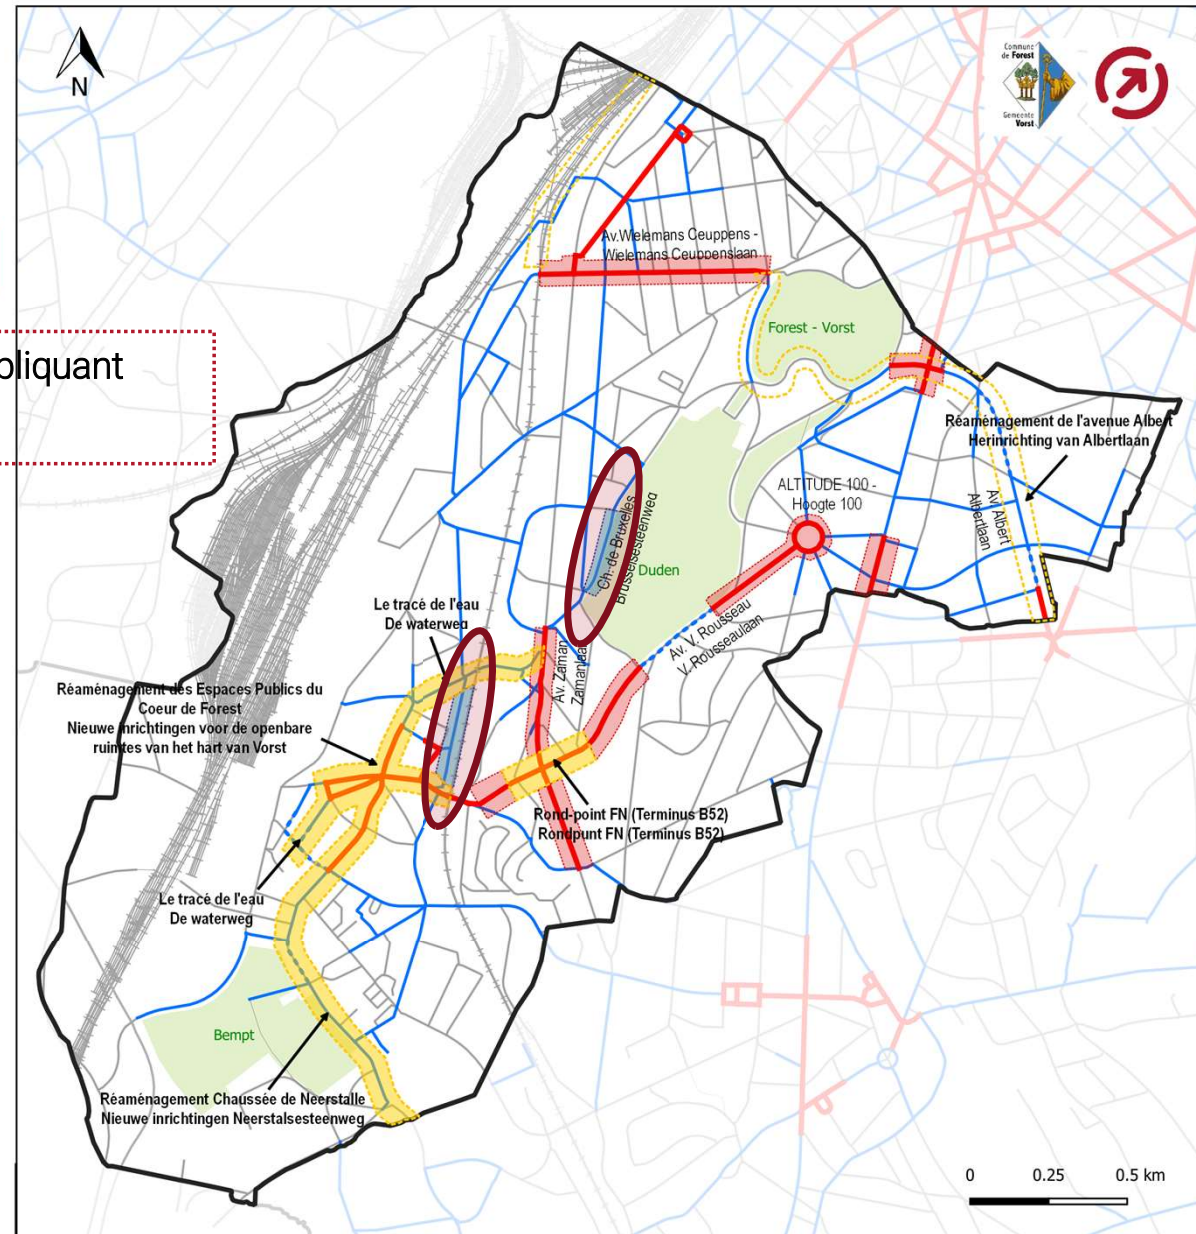 N
Commune
de Forest
Gemeente
Vorst
pliquant
Av.Wielemans Ceuppens -
Wielemans Ceuppenslaan
Forest - Vorst
Réaménagement de l'avenue Albert
Herinrichting van Albertlaan
ALTITUDE 100 -
Hoogte 100
Av. Albert
Albertlaan
Ch. de Bruxelles
Brusselsesteenweg
Duden
Le tracé de l'eau
De waterweg
Av. V. Rousseau
V. Rousseaulaan
Av. Zaman
Zamanlaan
Réaménagement des Espaces Publics du
Coeur de Forest
Nieuwe inrichtingen voor de openbare
ruimtes van het hart van Vorst
Rond-point FN (Terminus B52)
Rondpunt FN (Terminus B52)
Le tracé de l'eau
De waterweg
Bempt
Réaménagement Chaussée de Neerstalle
Nieuwe inrichtingen Neerstalsesteenweg
0 0.25 0.5 km